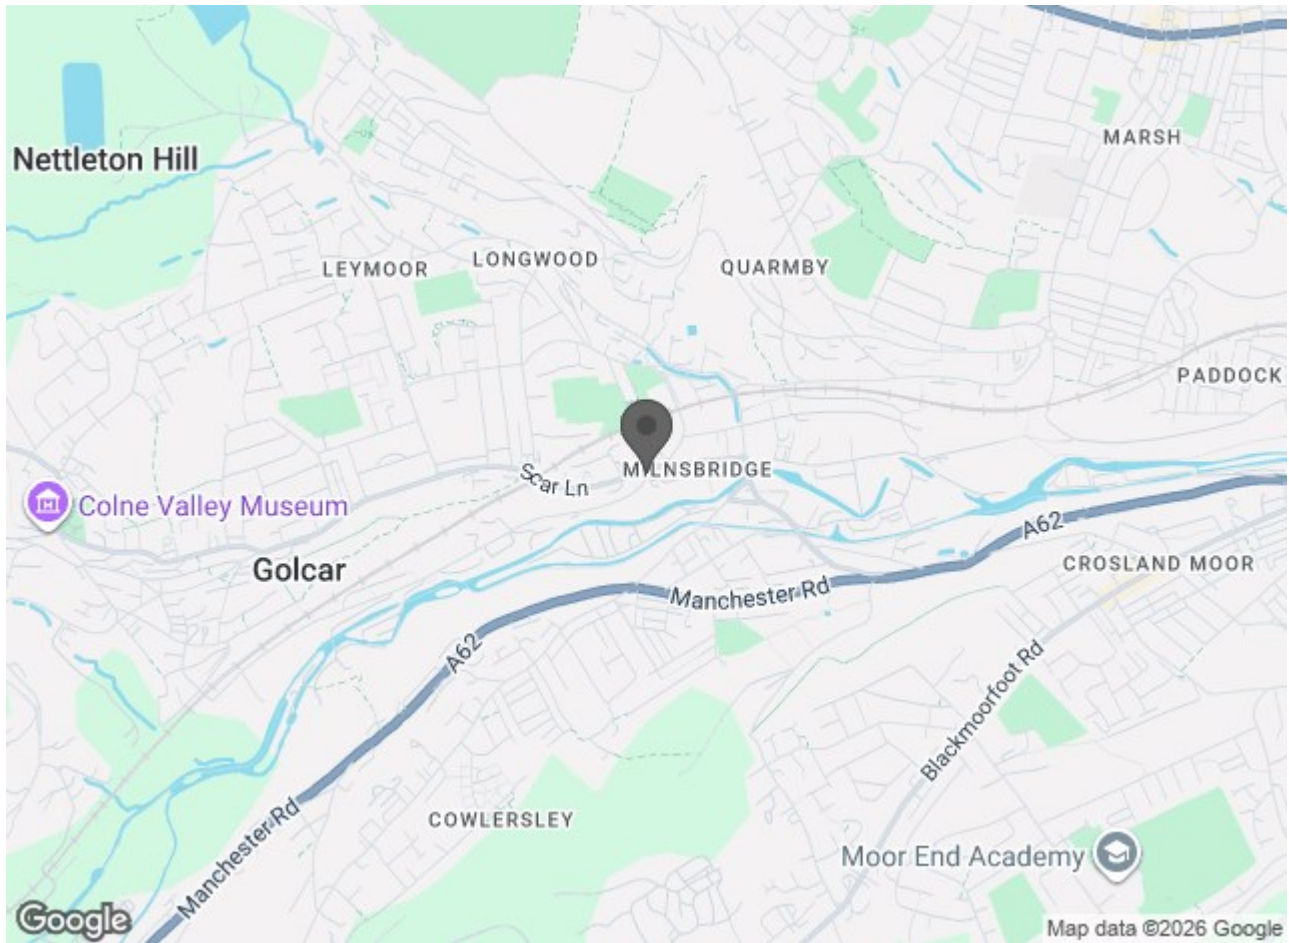 MARSH
Nettleton Hill
LONGWOOD
LEYMOOR
QUARMBY
PADDOCK
MILNSBRIDGE
Scar Ln
Colne Valley Museum
A62
CROSLAND MOOR
Golcar
Manchester Rd
A62
Blackmoorfoot Rd
COWLERSLEY
Manchester Rd
Moor End Academy
Google
Map data ©2026 Google